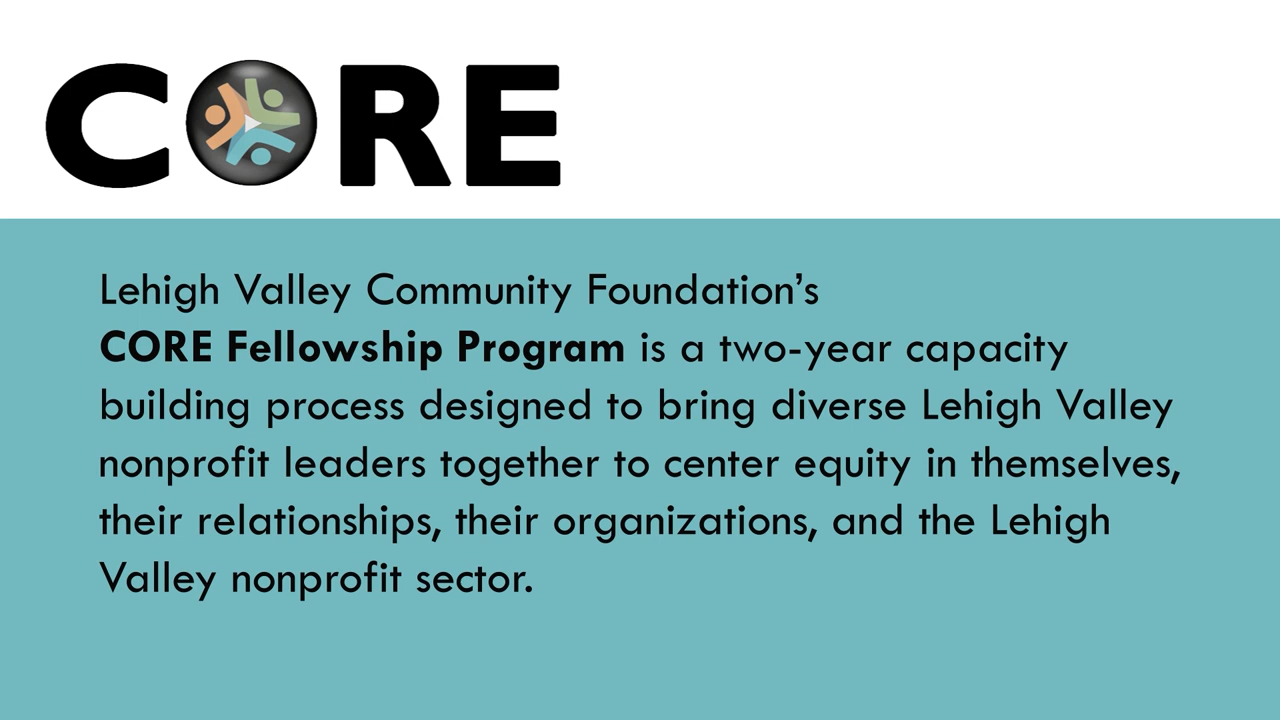 CORE
Lehigh Valley Community Foundation’s
CORE Fellowship Program is a two-year capacity
building process designed to bring diverse Lehigh Valley
nonprofit leaders together to center equity in themselves,
their relationships, their organizations, and the Lehigh
Valley nonprofit sector.